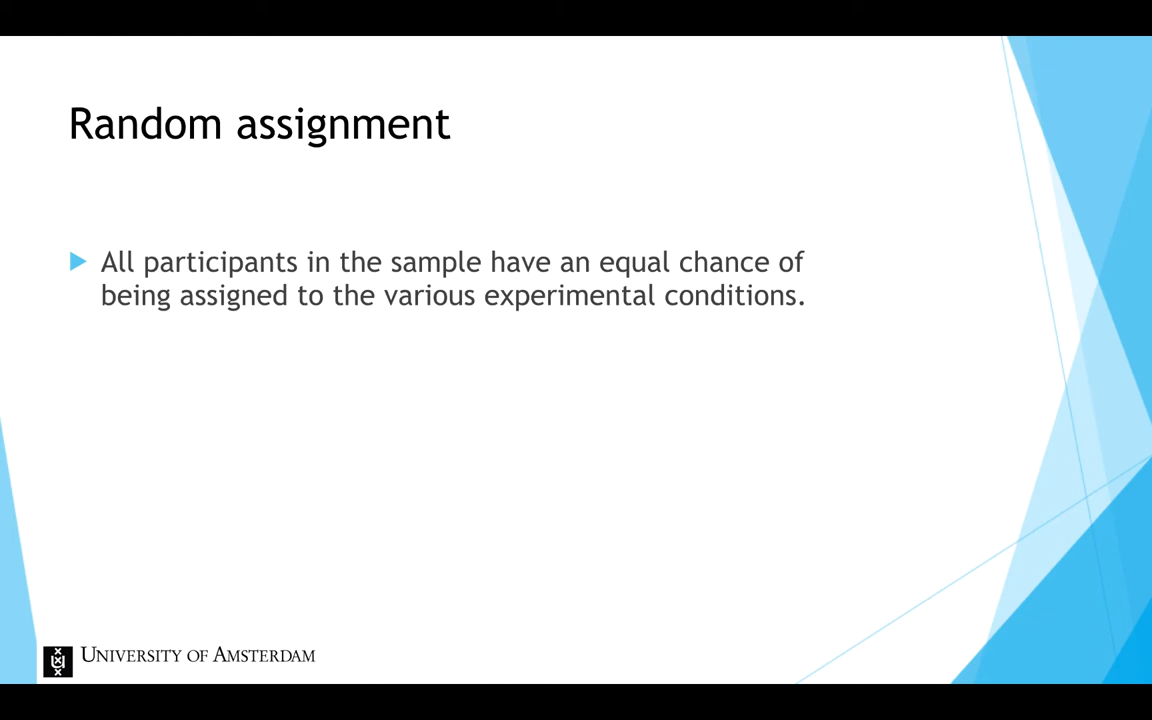 Random assignment
All participants in the sample have an equal chance of
being assigned to the various experimental conditions.
UNIVERSITY OF AMSTERDAM